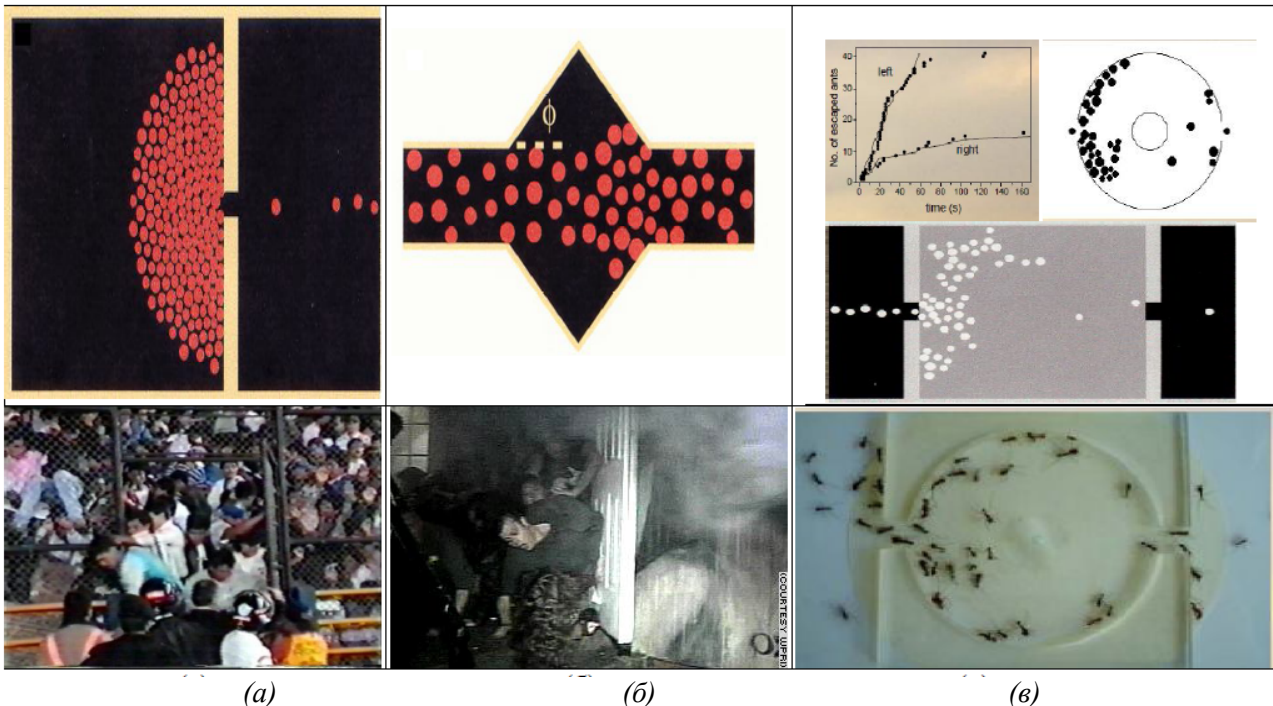 ϕ
No. of escaped ants
40
30
20
10
0
left
right
0 20 40 60 80 100 120 140 160
time (s)
(COURTESY WPRI)
(а)
(б)
(в)